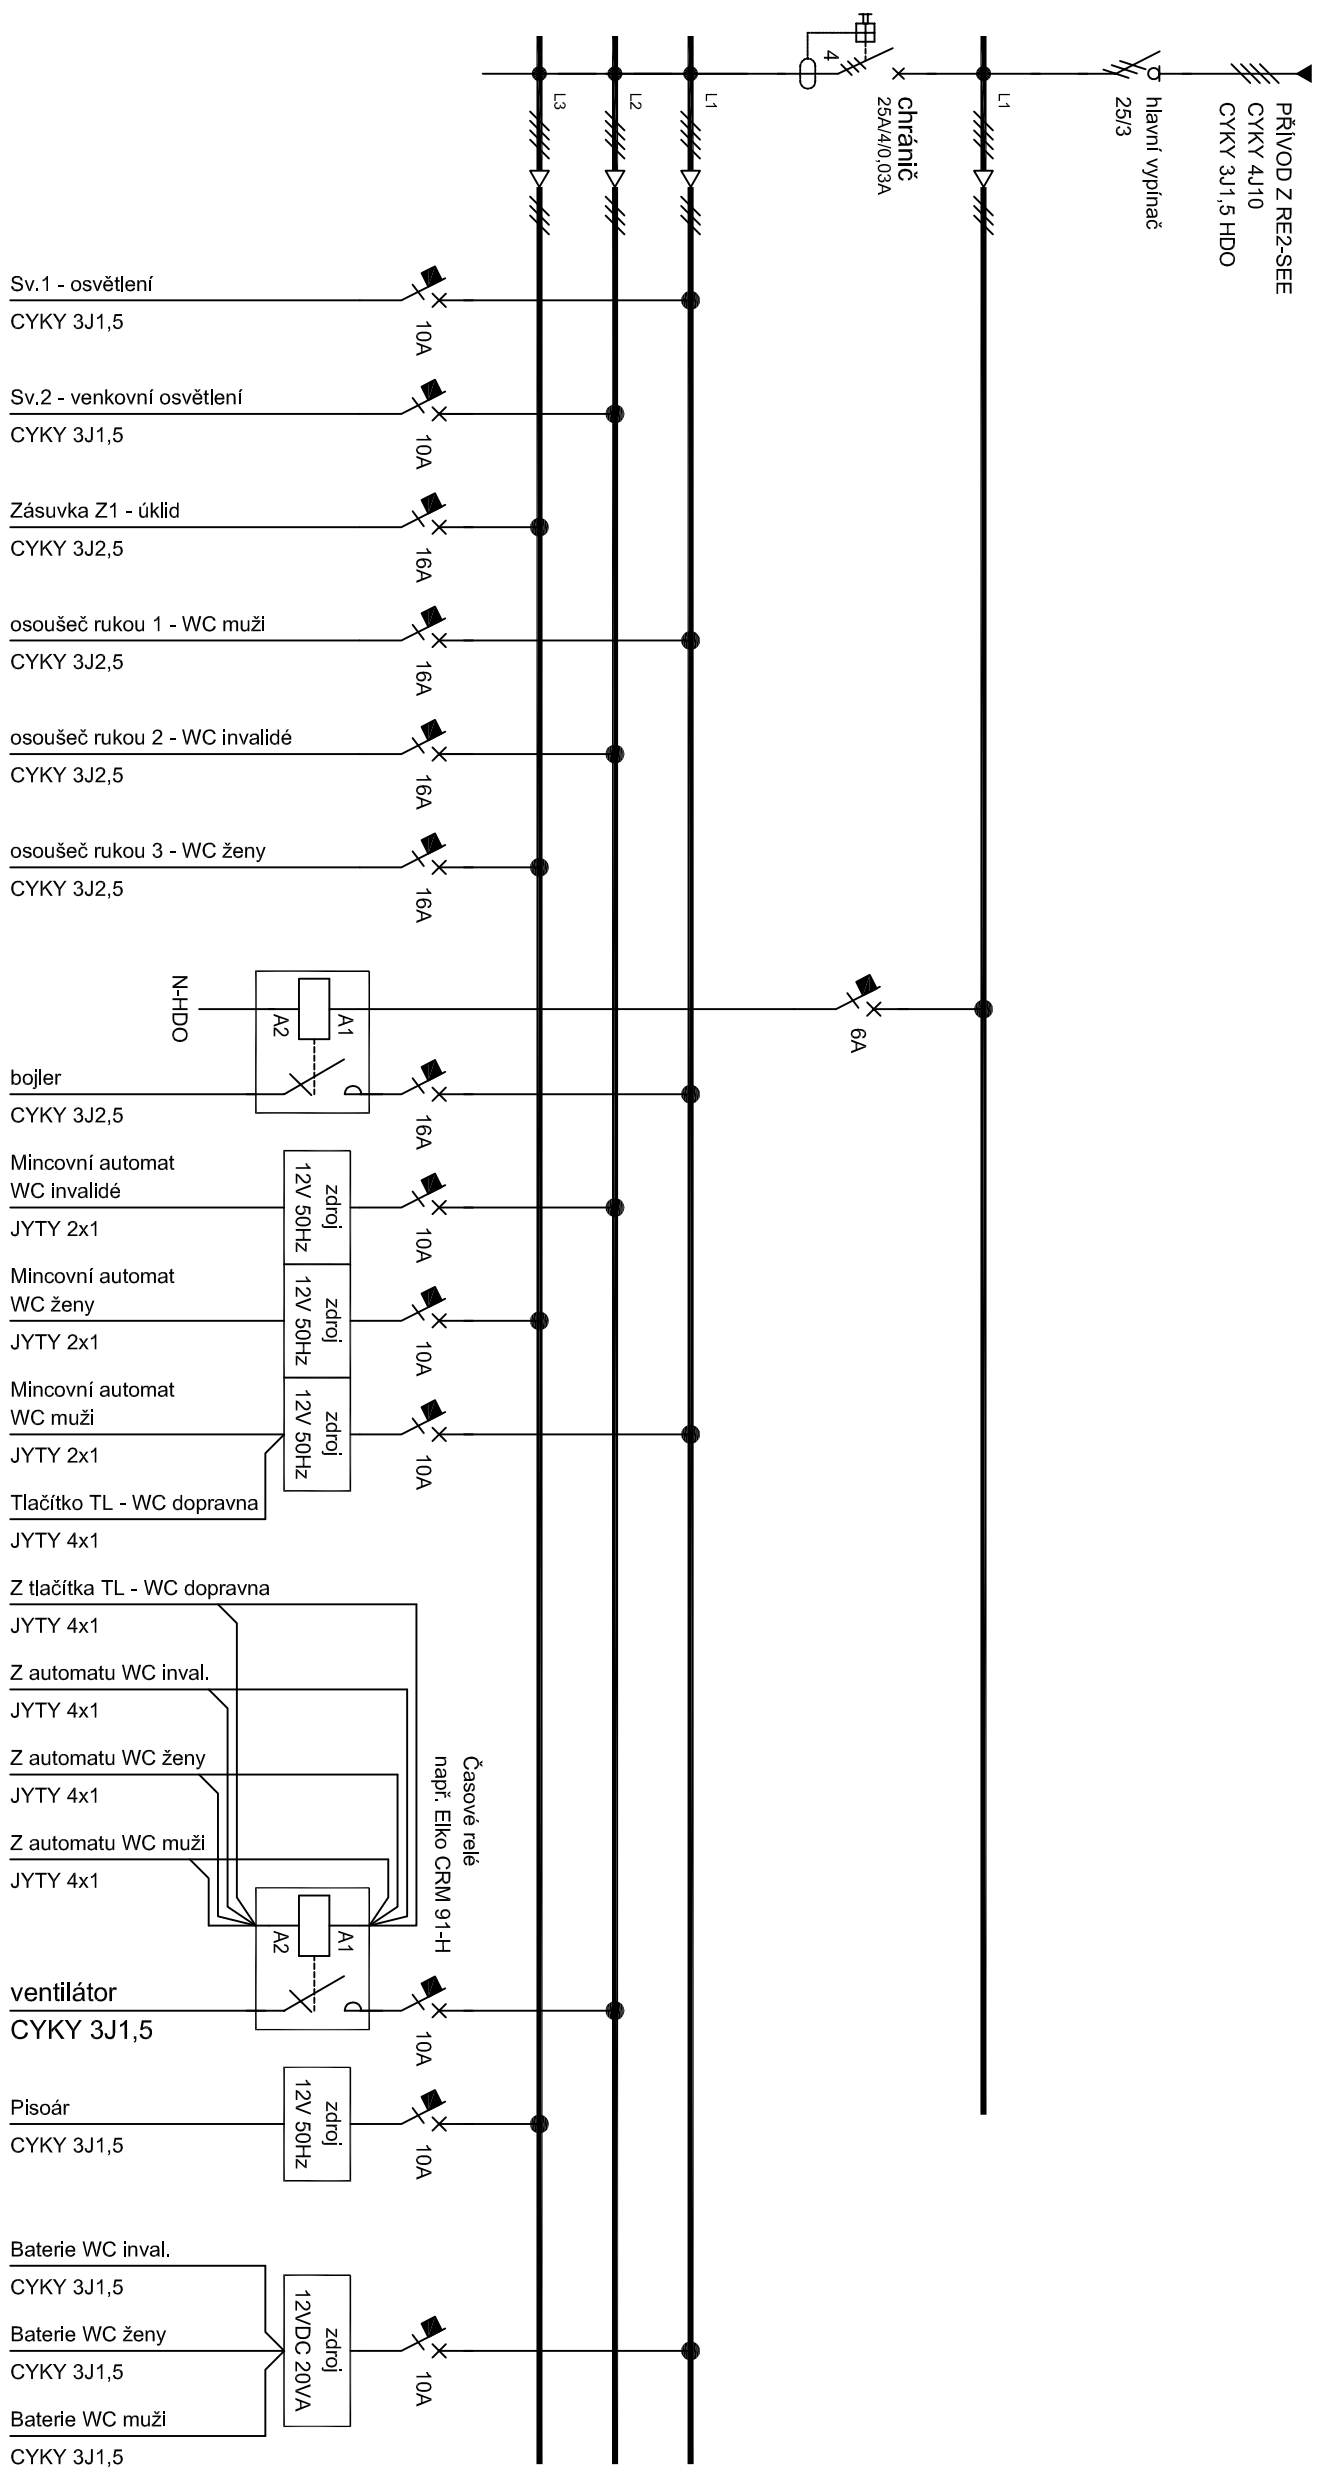 PŘÍVOD Z RE2-SEE
CYKY 4J10
CYKY 3J1,5 HDO
hlavní vypínač
25/3
L1
chránič
25A/4/0,03A
4
L1
L2
L3
Sv.1 - osvětlení
CYKY 3J1,5
10A
Sv.2 - venkovní osvětlení
CYKY 3J1,5
10A
Zásuvka Z1 - úklid
CYKY 3J2,5
16A
osoušeč rukou 1 - WC muži
CYKY 3J2,5
16A
osoušeč rukou 2 - WC invalidé
CYKY 3J2,5
16A
osoušeč rukou 3 - WC ženy
CYKY 3J2,5
16A
N-HDO
A2
A1
6A
bojler
CYKY 3J2,5
16A
Mincovní automat
WC invalidé
JYTY 2x1
zdroj
12V 50Hz
10A
Mincovní automat
WC ženy
JYTY 2x1
zdroj
12V 50Hz
10A
Mincovní automat
WC muži
JYTY 2x1
zdroj
12V 50Hz
10A
Tlačítko TL - WC dopravna
JYTY 4x1
Z tlačítka TL - WC dopravna
JYTY 4x1
Z automatu WC inval.
JYTY 4x1
Z automatu WC ženy
JYTY 4x1
Z automatu WC muži
JYTY 4x1
Časové relé
např. Elko CRM 91-H
A2
A1
ventilátor
CYKY 3J1,5
10A
Pisoár
CYKY 3J1,5
zdroj
12V 50Hz
10A
Baterie WC inval.
CYKY 3J1,5
Baterie WC ženy
CYKY 3J1,5
Baterie WC muži
CYKY 3J1,5
zdroj
12VDC 20VA
10A